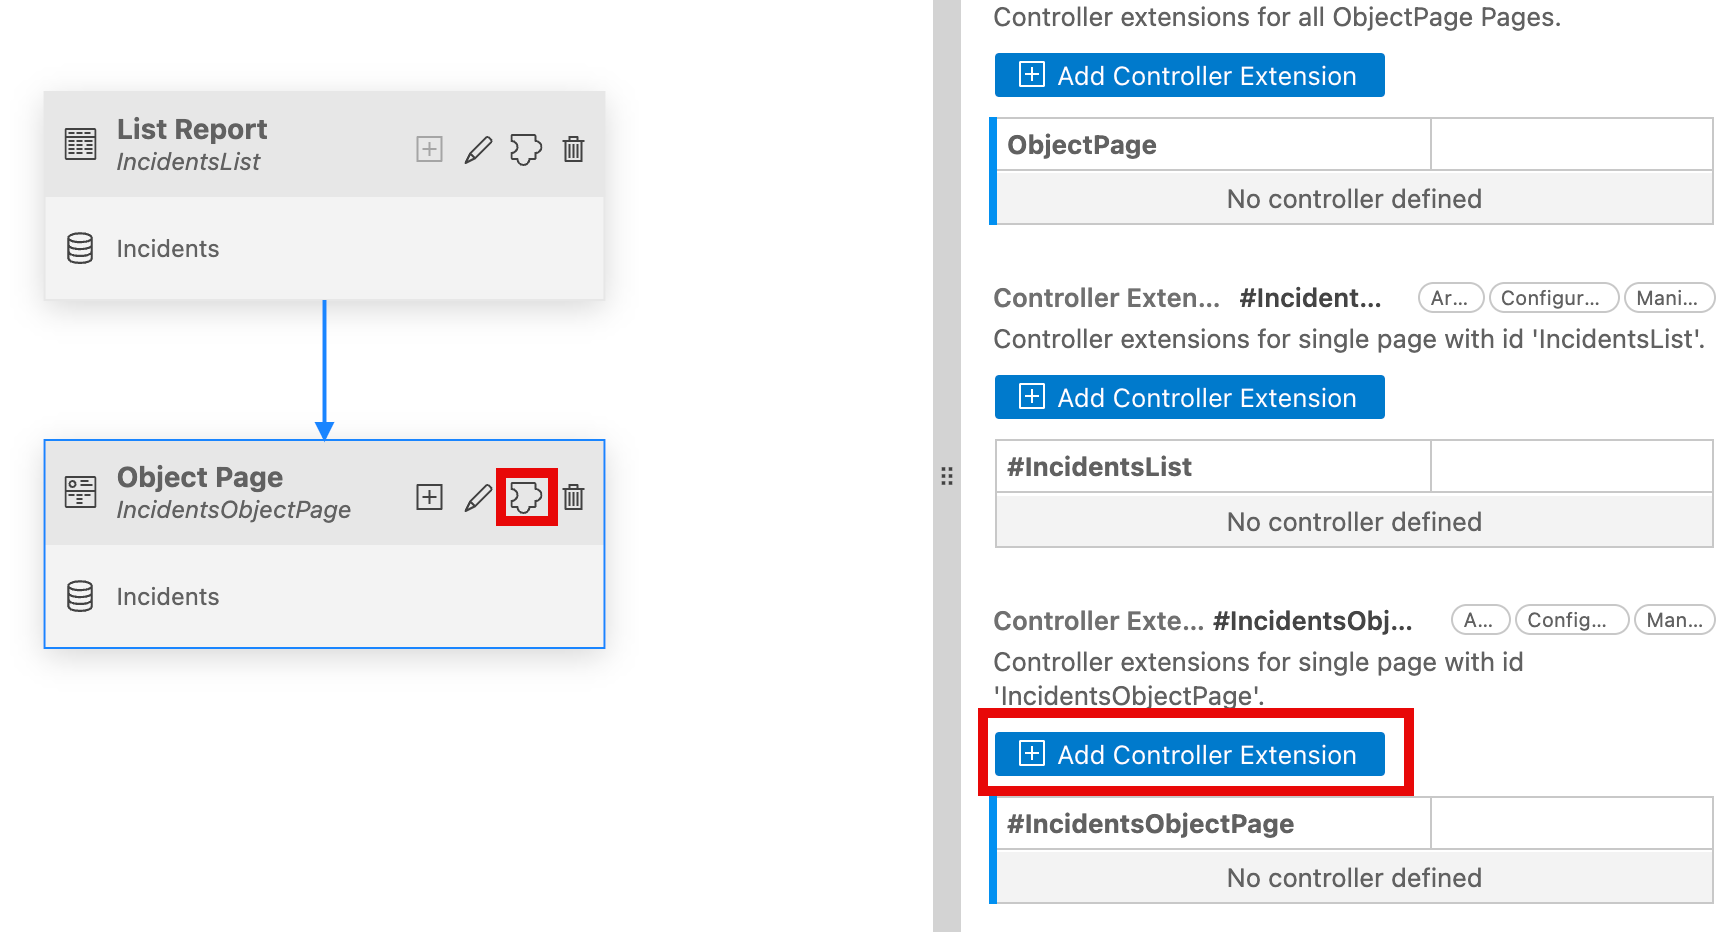 List Report
IncidentsList
Incidents
Object Page
IncidentsObjectPage
Incidents
Controller extensions for all ObjectPage Pages.
Add Controller Extension
ObjectPage
No controller defined
Controller Exten... #Incident... Ar... Configur... Mani...
Controller extensions for single page with id 'IncidentsList'.
Add Controller Extension
#IncidentsList
No controller defined
Controller Exte... #IncidentsObj... A... Config... Man...
Controller extensions for single page with id
'IncidentsObjectPage'.
Add Controller Extension
#IncidentsObjectPage
No controller defined